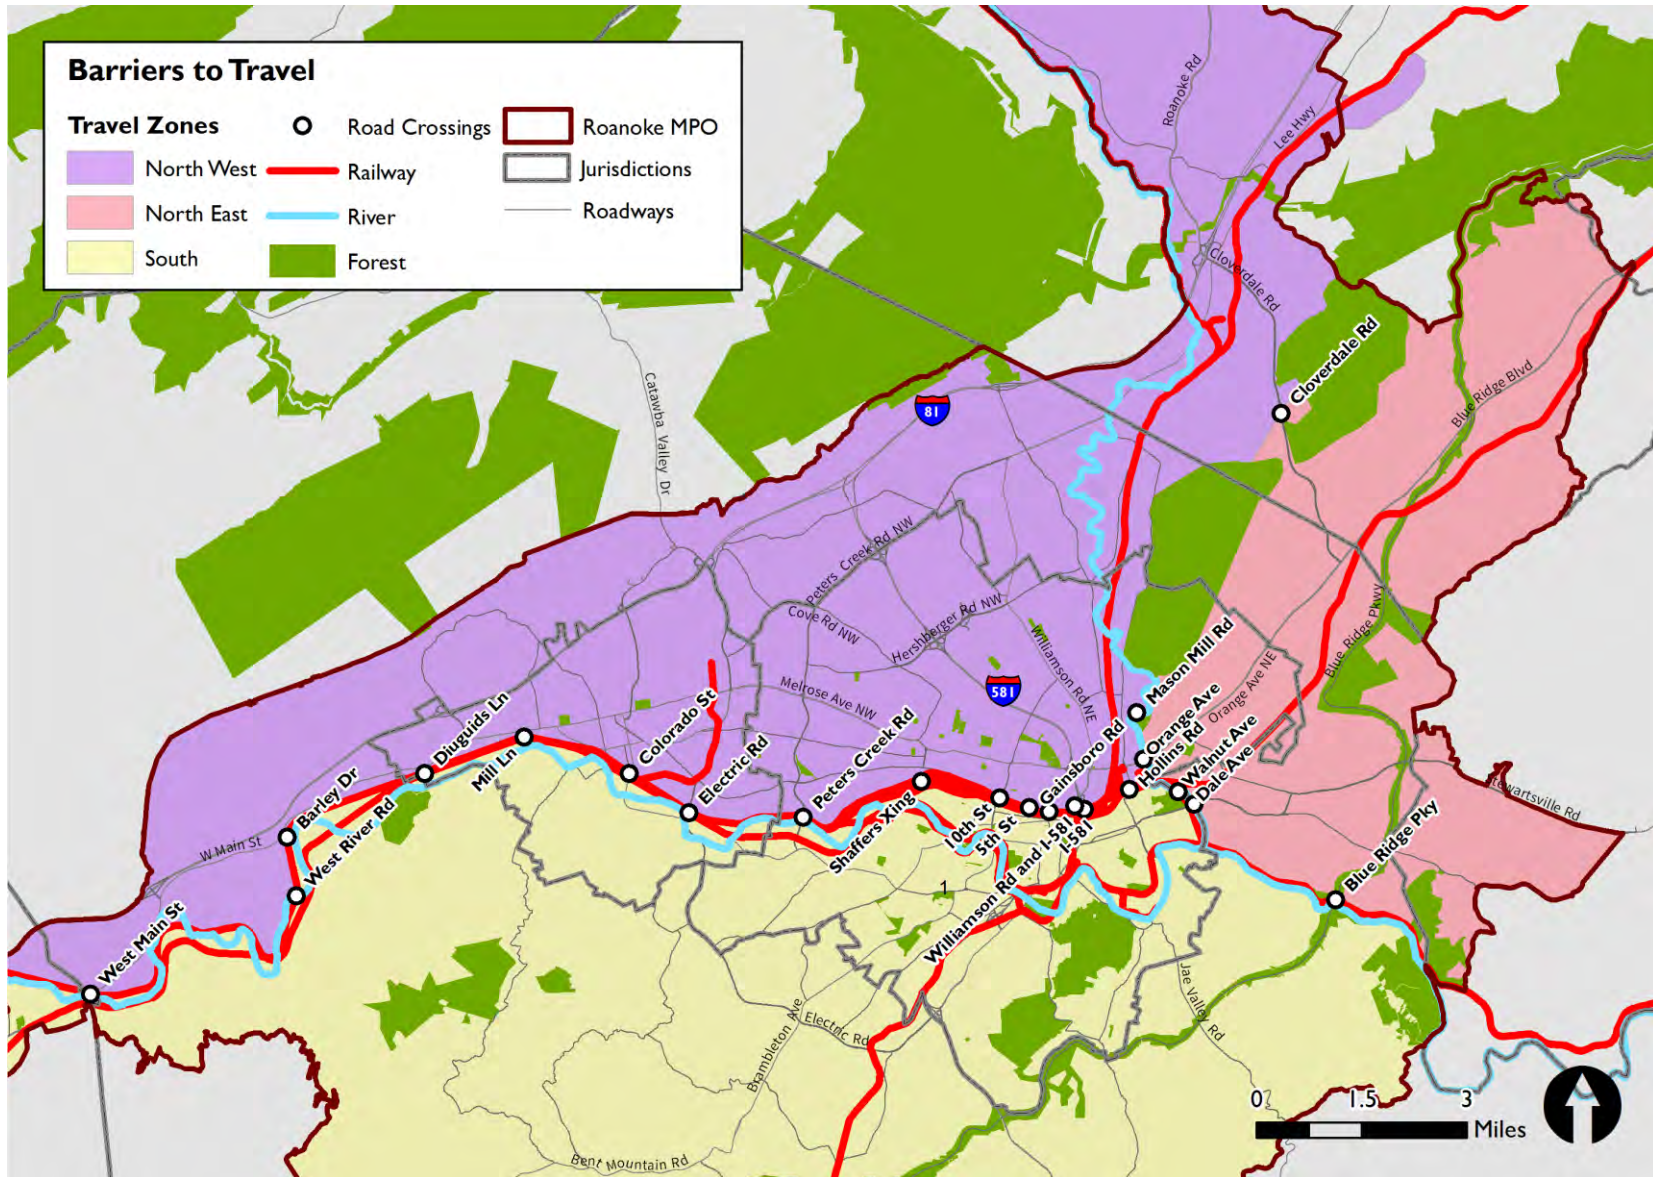 Barriers to Travel
Travel Zones
North West
North East
South
Road Crossings
Railway
River
Forest
Roanoke MPO
Jurisdictions
Roadways
Roanoke Rd
Lee Hwy
Cloverdale Rd
Cloverdale Rd
Blue Ridge Blvd
Catawba Valley Dr
81
Peters Creek Rd NW
Cove Rd NW
Hershberger Rd NW
Williamson Rd NE
Blue Ridge Pkwy
Mason Mill Rd
Orange Ave NE
581
Melrose Ave NW
Diuguids Ln
Colorado St
Orange Ave
Hollins Rd
Walnut Ave
Dale Ave
Gainsboro Rd
Mill Ln
Electric Rd
Peters Creek Rd
Barley Dr
West River Rd
W Main St
Shaffers Xing
10th St
5th St
Williamson Rd and I-581
I-581
Stewartsville Rd
Blue Ridge Pky
West Main St
1
Jae Valley Rd
Brambleton Ave
Electric Rd
Bent Mountain Rd
0 1.5 3
Miles